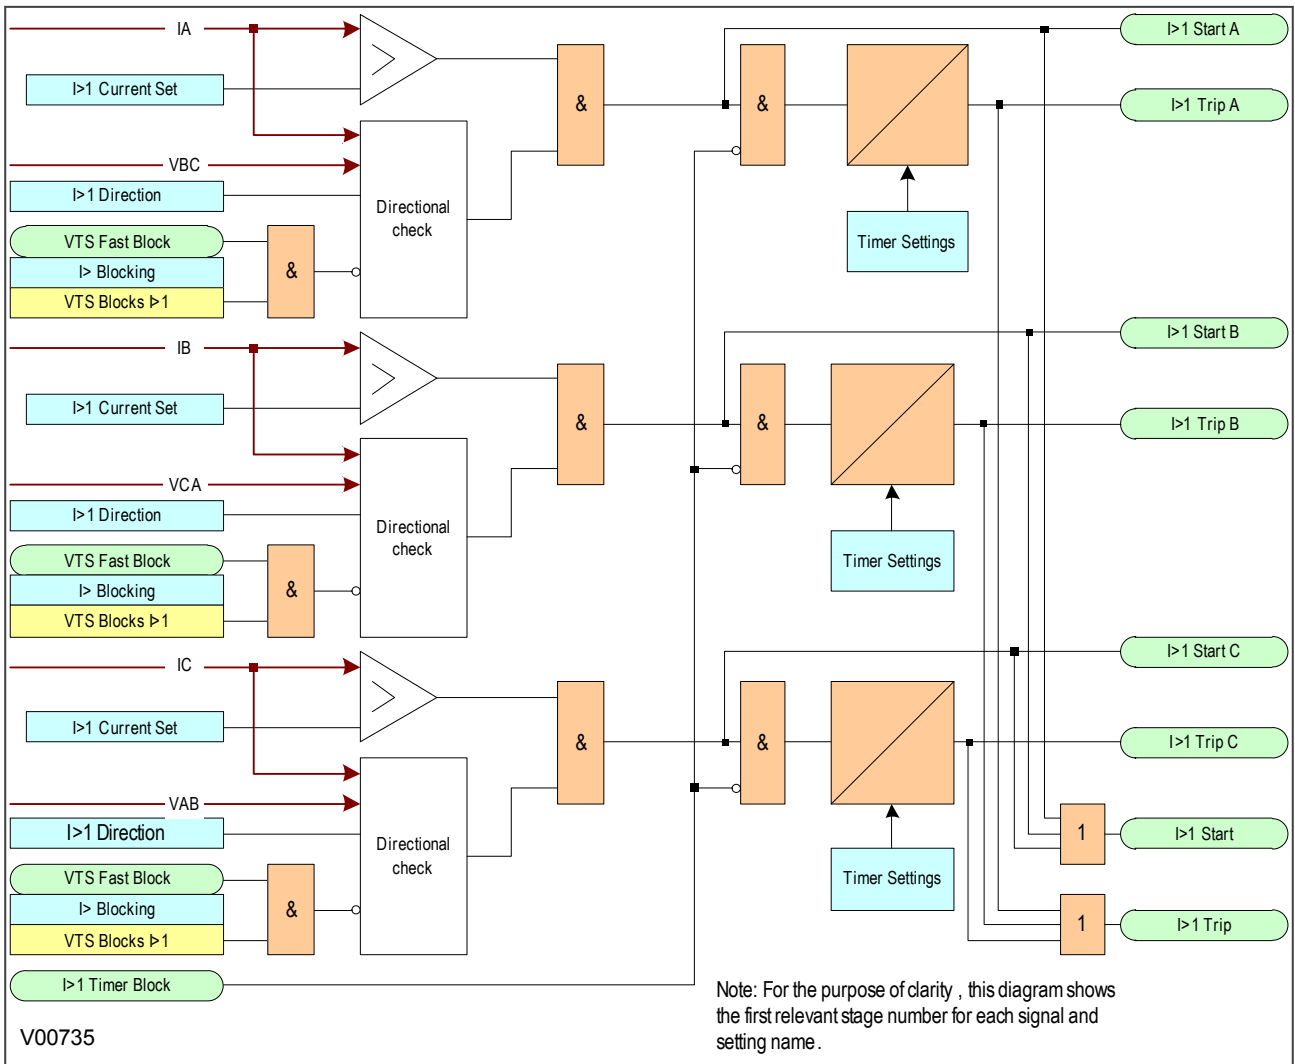 IA
I>1 Start A
I>1 Current Set
&
&
I>1 Trip A
VBC
I>1 Direction
Directional
check
VTS Fast Block
I> Blocking
VTS Blocks I>1
&
Timer Settings
IB
I>1 Start B
I>1 Current Set
&
&
I>1 Trip B
VCA
I>1 Direction
Directional
check
VTS Fast Block
I> Blocking
VTS Blocks I>1
&
Timer Settings
IC
I>1 Start C
I>1 Current Set
&
&
I>1 Trip C
VAB
I>1 Direction
Directional
check
1
I>1 Start
VTS Fast Block
I> Blocking
VTS Blocks I>1
&
Timer Settings
1
I>1 Trip
I>1 Timer Block
Note: For the purpose of clarity , this diagram shows
the first relevant stage number for each signal and
setting name .
V00735